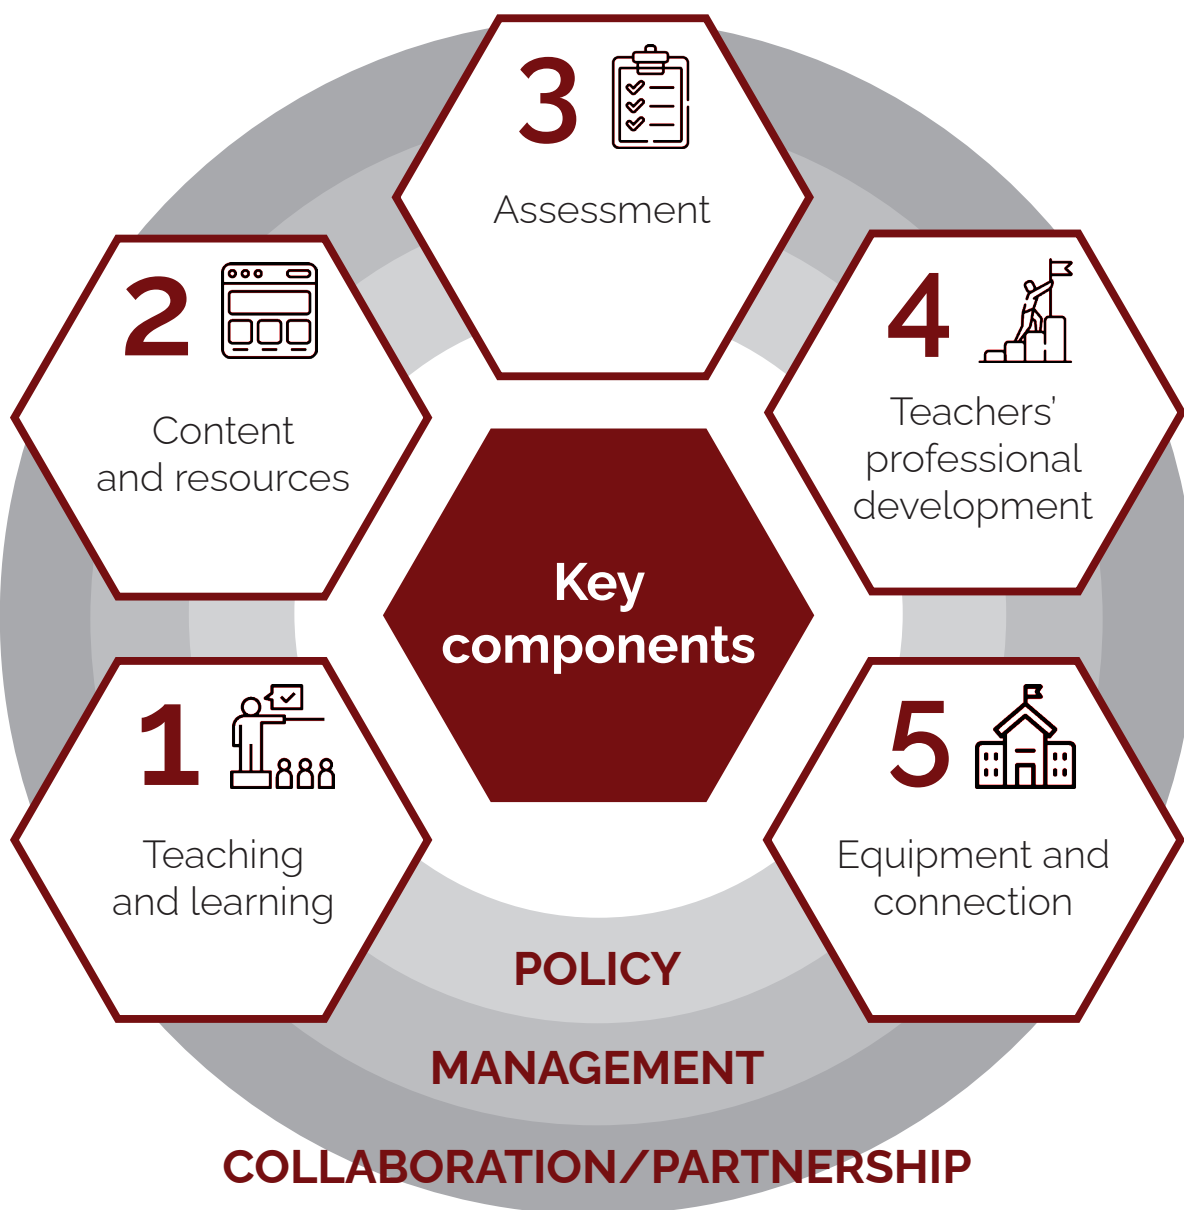 3
Assessment
2
Content
and resources
4
Teachers’
professional
development
Key
components
1
Teaching
and learning
5
Equipment and
connection
POLICY
MANAGEMENT
COLLABORATION/PARTNERSHIP